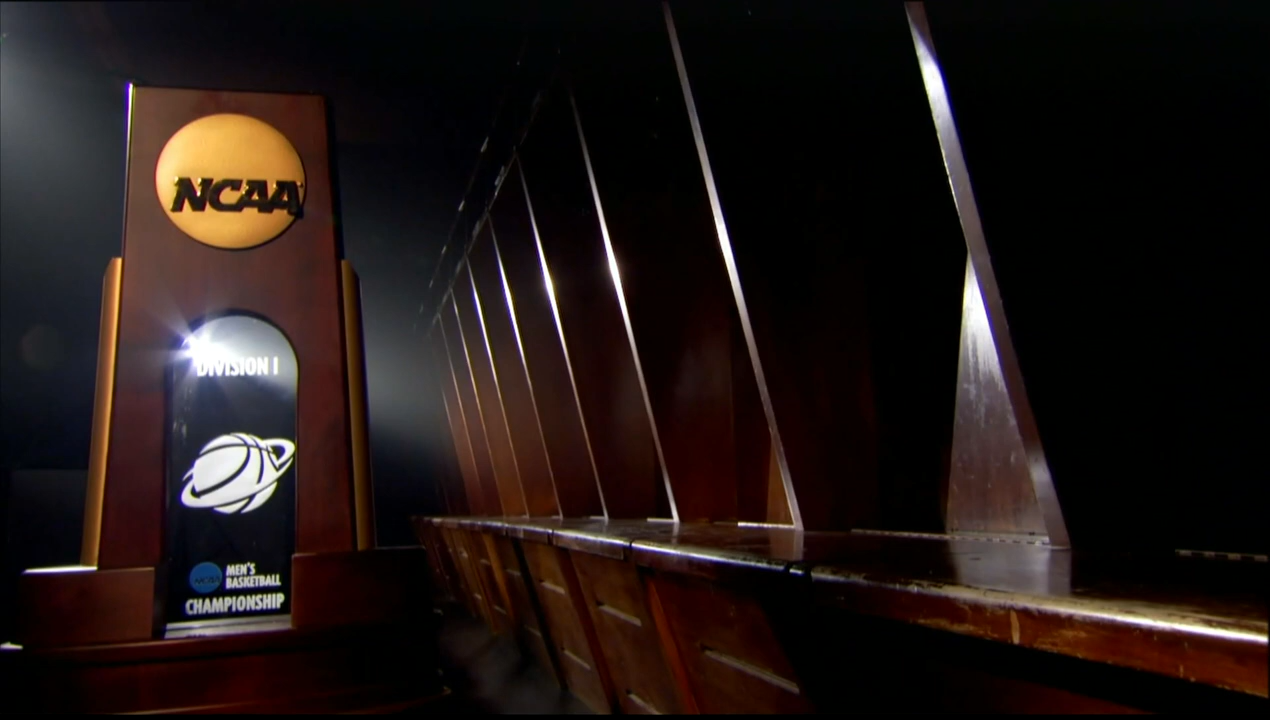 NCAA
DIVISION I
NCAA
MEN'S
BASKETBALL
CHAMPIONSHIP